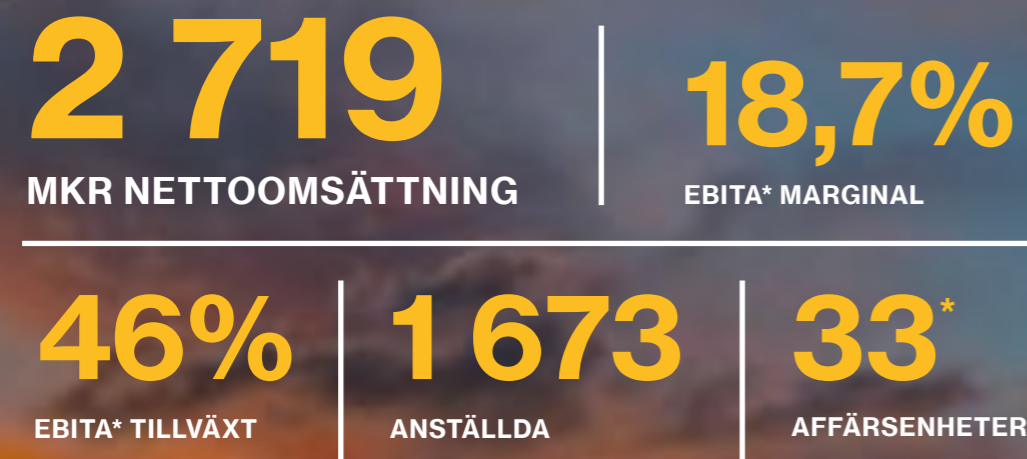 2 719
MKR NETTOOMSÄTTNING
18,7%
EBITA* MARGINAL
46%
EBITA* TILLVÄXT
1 673
ANSTÄLLDA
33*
AFFÄRSENHETER